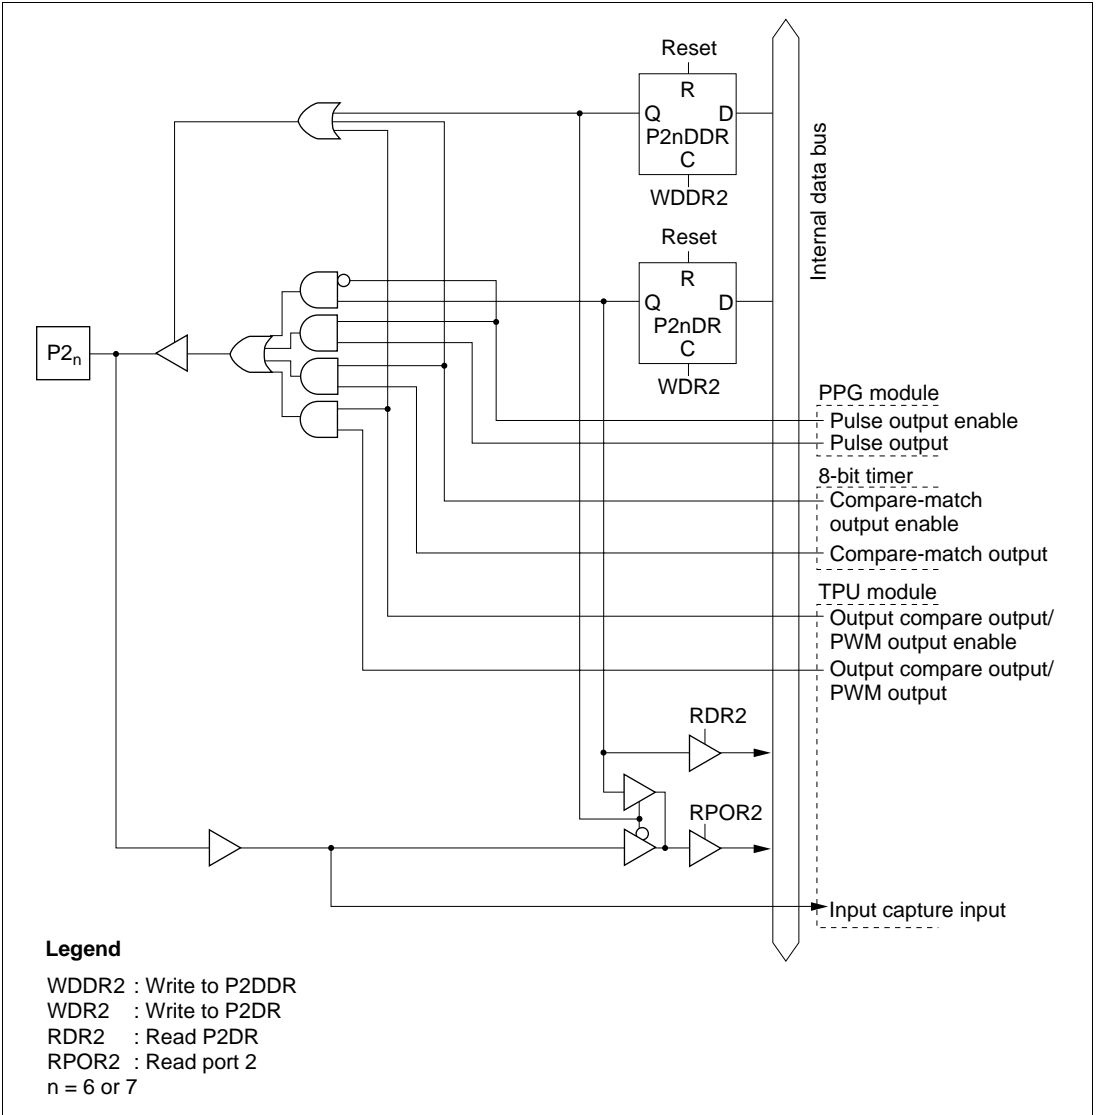 Reset
R
Q D
P2nDDR
C
WDDR2
Internal data bus
Reset
R
Q D
P2nDR
C
WDR2
P2n
PPG module
Pulse output enable
Pulse output
8-bit timer
Compare-match
output enable
Compare-match output
TPU module
Output compare output/
PWM output enable
Output compare output/
PWM output
RDR2
RPOR2
Input capture input
Legend
WDDR2 : Write to P2DDR
WDR2 : Write to P2DR
RDR2 : Read P2DR
RPOR2 : Read port 2
n = 6 or 7